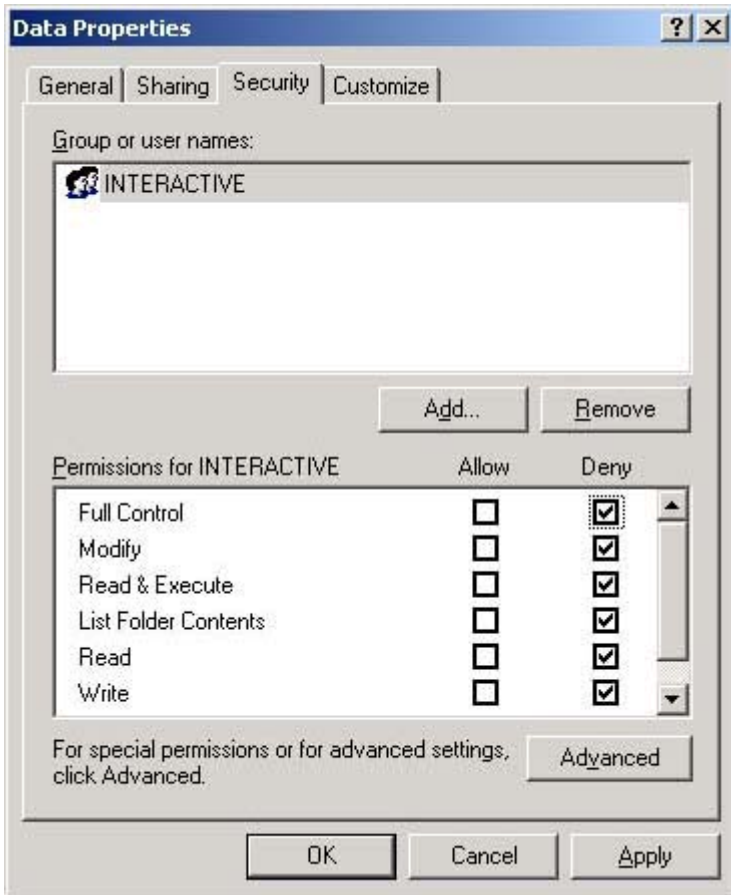 Data Properties
General Sharing Security Customize
Group or user names:
INTERACTIVE
Add... Remove
Permissions for INTERACTIVE Allow Deny
Full Control
Modify
Read & Execute
List Folder Contents
Read
Write
For special permissions or for advanced settings,
click Advanced.
Advanced
OK Cancel Apply